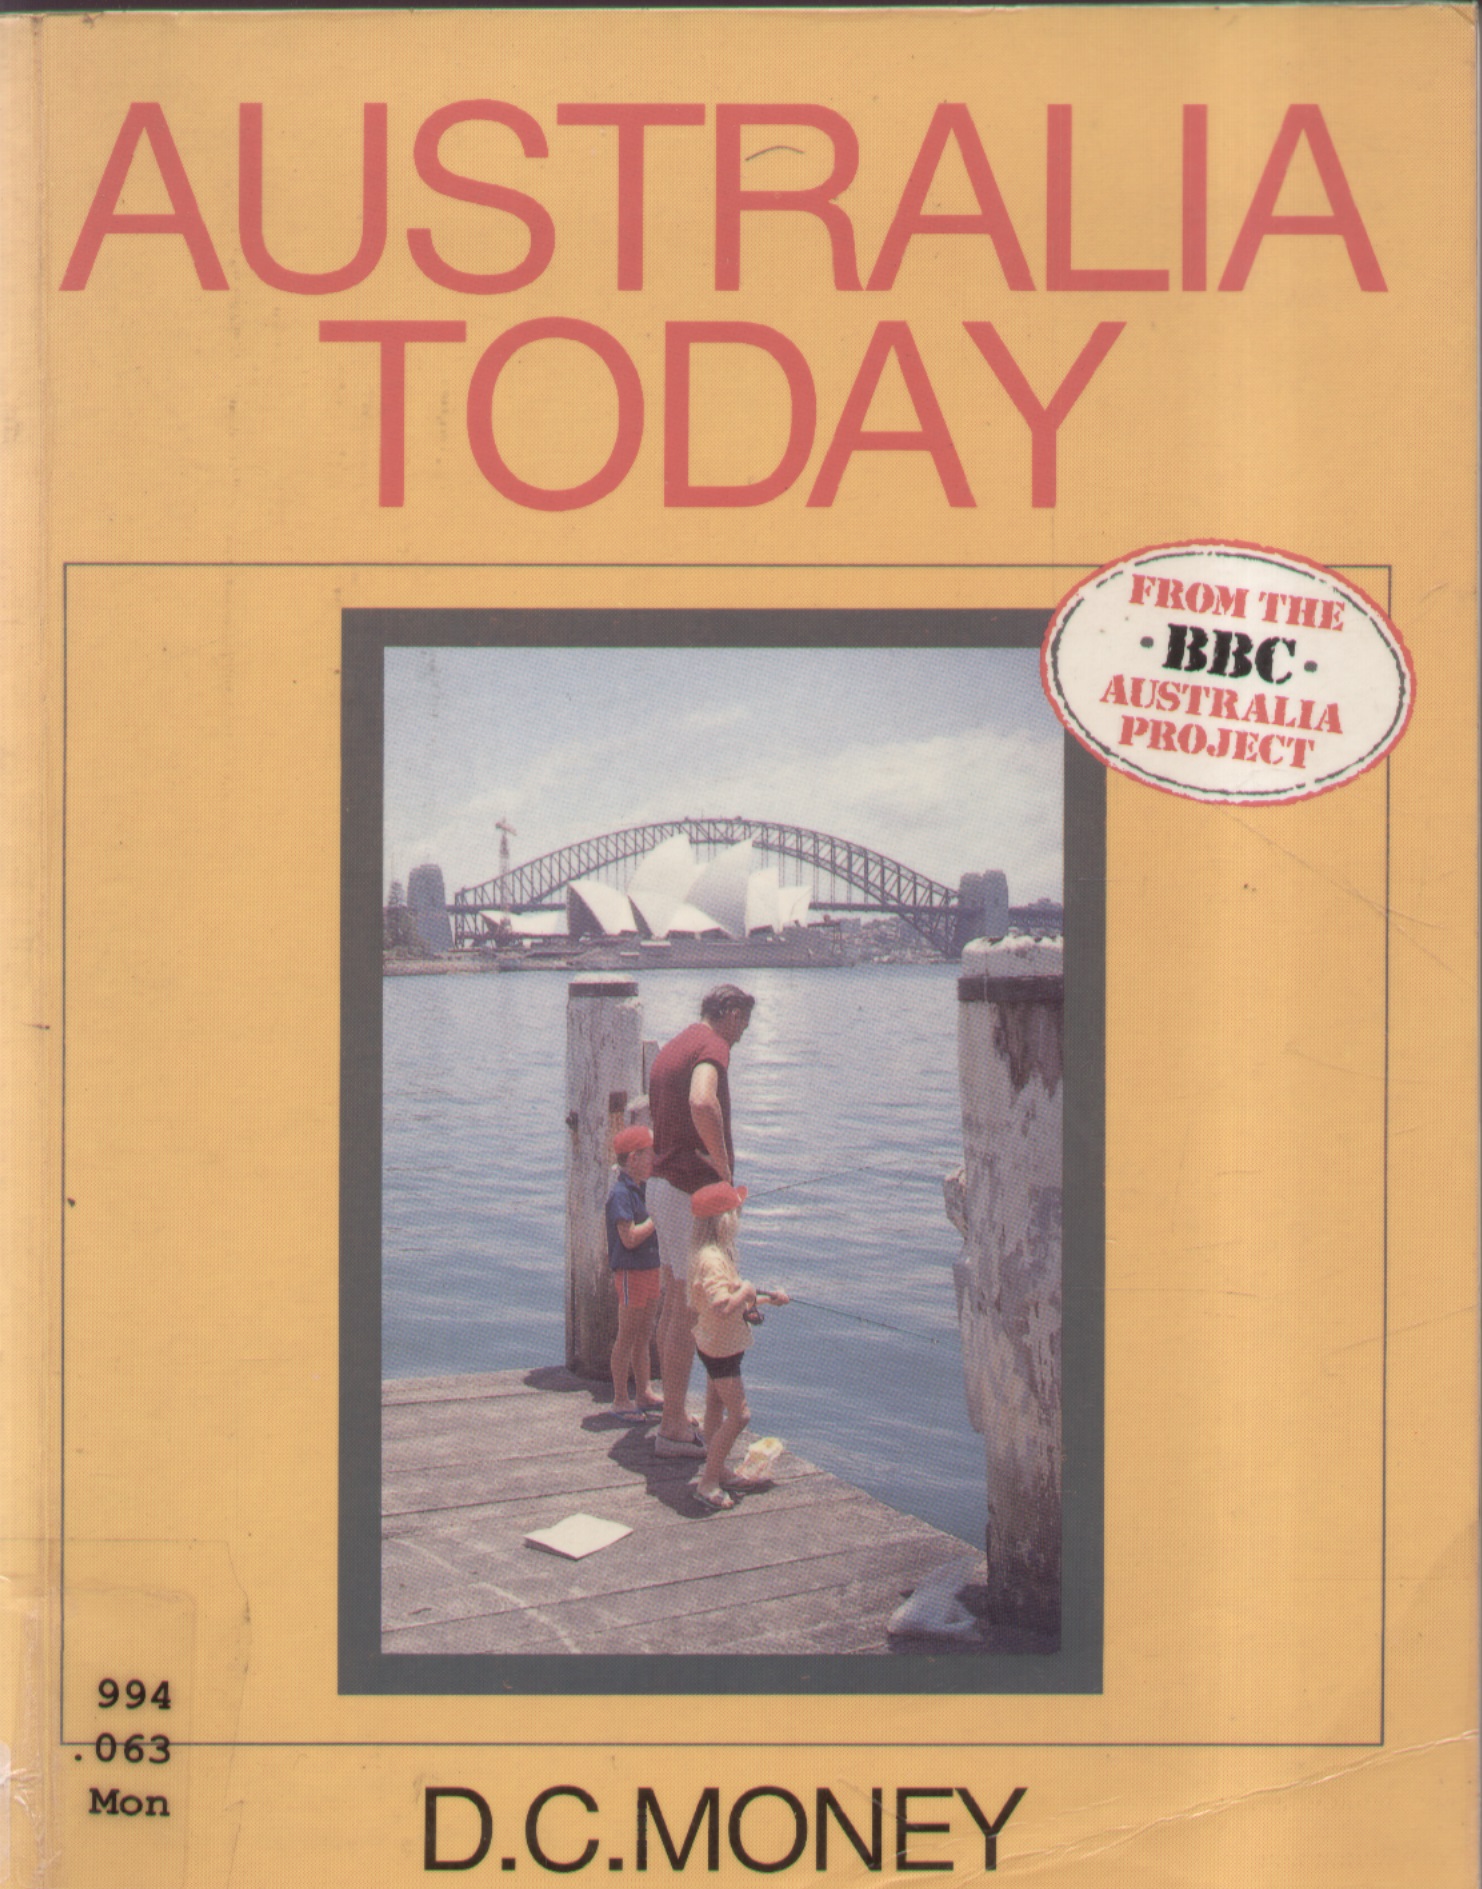 AUSTRALIA
TODAY
FROM THE
·BBC·
AUSTRALIA
PROJECT
994
.063
Mon
D.C.MONEY